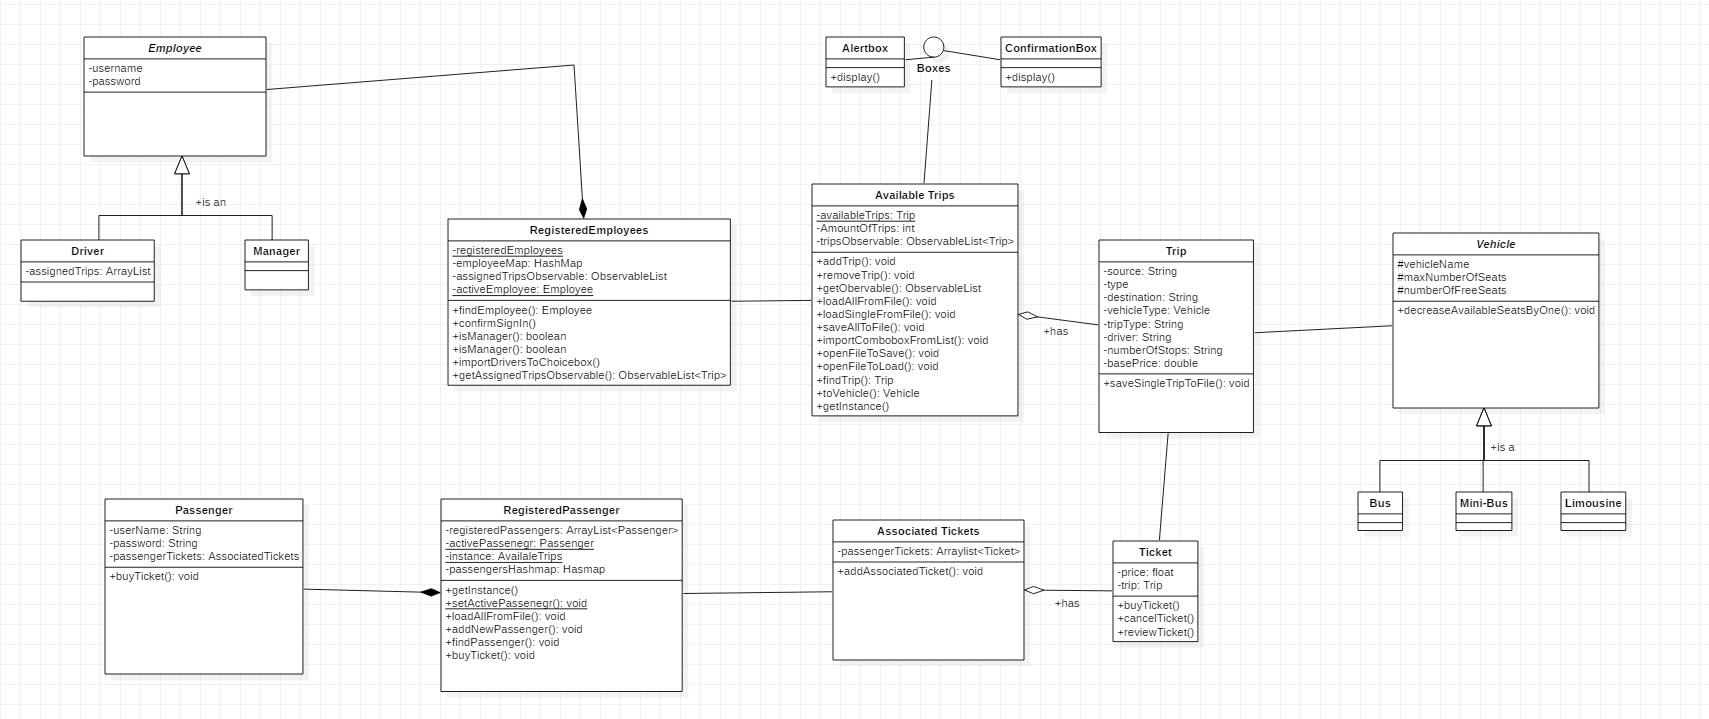 Employee
-username
-password
+is an
Driver
-assignedTrips: ArrayList
Manager
RegisteredEmployees
-registeredEmployees
-employeeMap: HashMap
-assignedTripsObservable: ObservableList
-activeEmployee: Employee
+findEmployee(): Employee
+confirmSignIn()
+isManager(): boolean
+isManager(): boolean
+importDriversToChoicebox()
+getAssignedTripsObservable(): ObservableList<Trip>
Alertbox
+display()
Boxes
ConfirmationBox
+display()
Available Trips
-availableTrips: Trip
-AmountOfTrips: int
-tripsObservable: ObservableList<Trip>
+addTrip(): void
+removeTrip(): void
+getObervable(): ObservableList
+loadAllFromFile(): void
+loadSingleFromFile(): void
+saveAllToFile(): void
+importComboboxFromList(): void
+openFileToSave(): void
+openFileToLoad(): void
+findTrip(): Trip
+toVehicle(): Vehicle
+getInstance()
+has
Trip
-source: String
-type
-destination: String
-vehicleType: Vehicle
-tripType: String
-driver: String
-numberOfStops: String
-basePrice: double
+saveSingleTripToFile(): void
Vehicle
#vehicleName
#maxNumberOfSeats
#numberOfFreeSeats
+decreaseAvailableSeatsByOne(): void
+is a
Bus
Mini-Bus
Limousine
Passenger
-userName: String
-password: String
-passengerTickets: AssociatedTickets
+buyTicket(): void
RegisteredPassenger
-registeredPassengers: ArrayList<Passenger>
-activePassenegr: Passenger
-instance: AvailaleTrips
-passengersHashmap: Hasmap
+getInstance()
+setActivePassenegr(): void
+loadAllFromFile(): void
+addNewPassenger(): void
+findPassenger(): void
+buyTicket(): void
Associated Tickets
-passengerTickets: Arraylist<Ticket>
+addAssociatedTicket(): void
+has
Ticket
-price: float
-trip: Trip
+buyTicket()
+cancelTicket()
+reviewTicket()